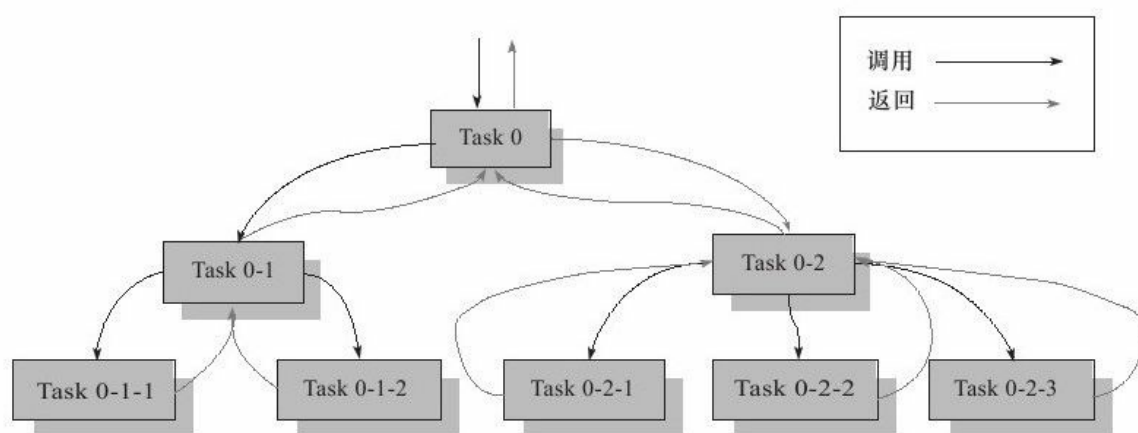 调用
返回
Task 0
Task 0-1
Task 0-2
Task 0-1-1
Task 0-1-2
Task 0-2-1
Task 0-2-2
Task 0-2-3